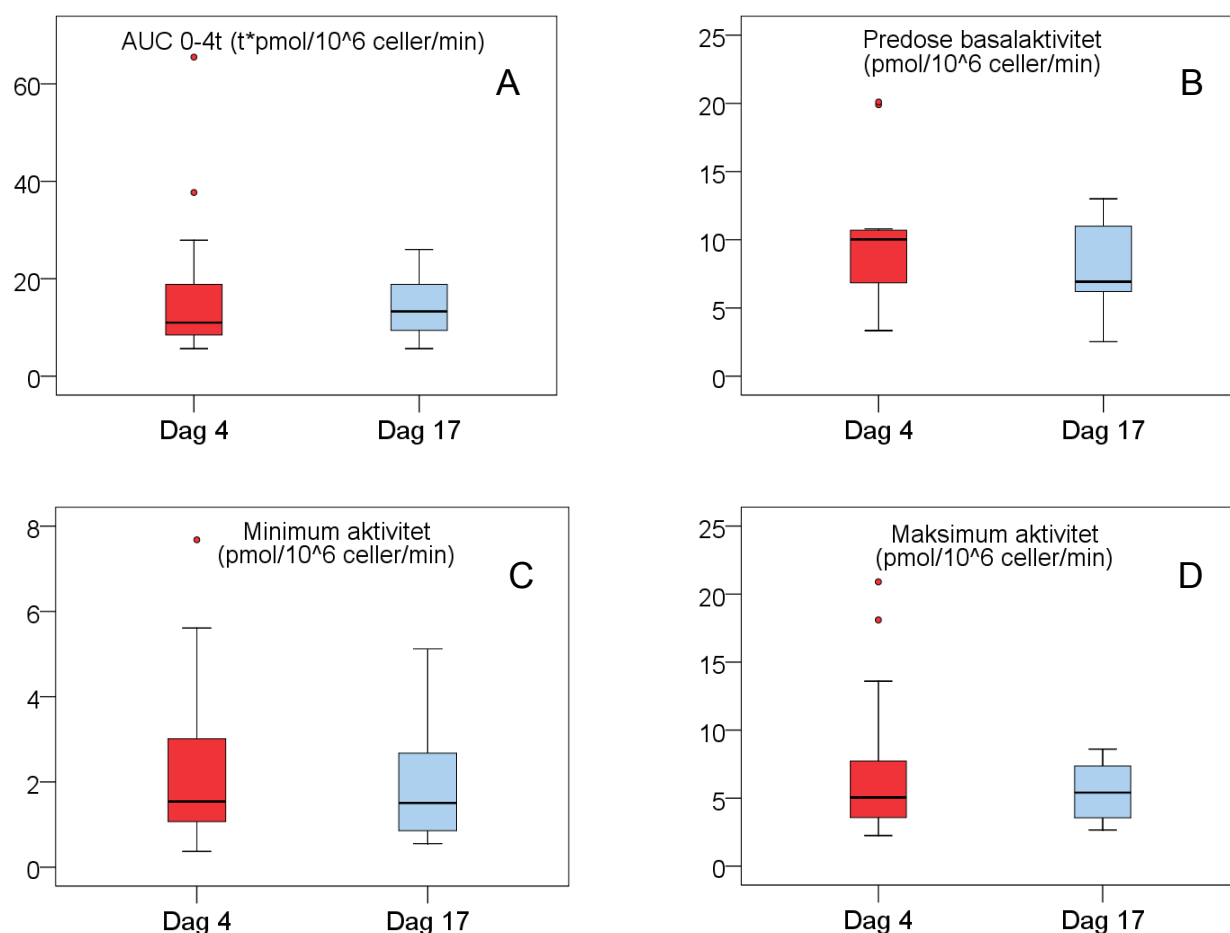 AUC 0-4t (t*pmol/10^6 celler/min)
A
60
40
20
0
Dag 4
Dag 17
Predose basalaktivitet
(pmol/10^6 celler/min)
B
25
20
15
10
5
0
Dag 4
Dag 17
Minimum aktivitet
(pmol/10^6 celler/min)
C
8
6
4
2
0
Dag 4
Dag 17
Maksimum aktivitet
(pmol/10^6 celler/min)
D
25
20
15
10
5
0
Dag 4
Dag 17